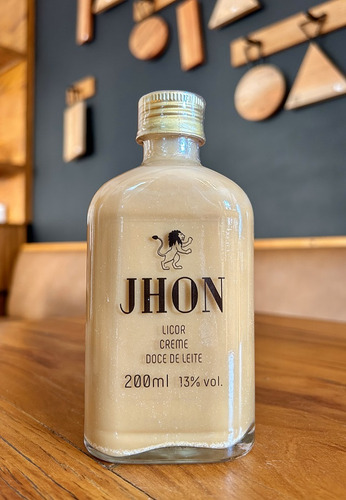 JHON
LICOR
CREME
DOCE DE LEITE
200ml 13% vol.